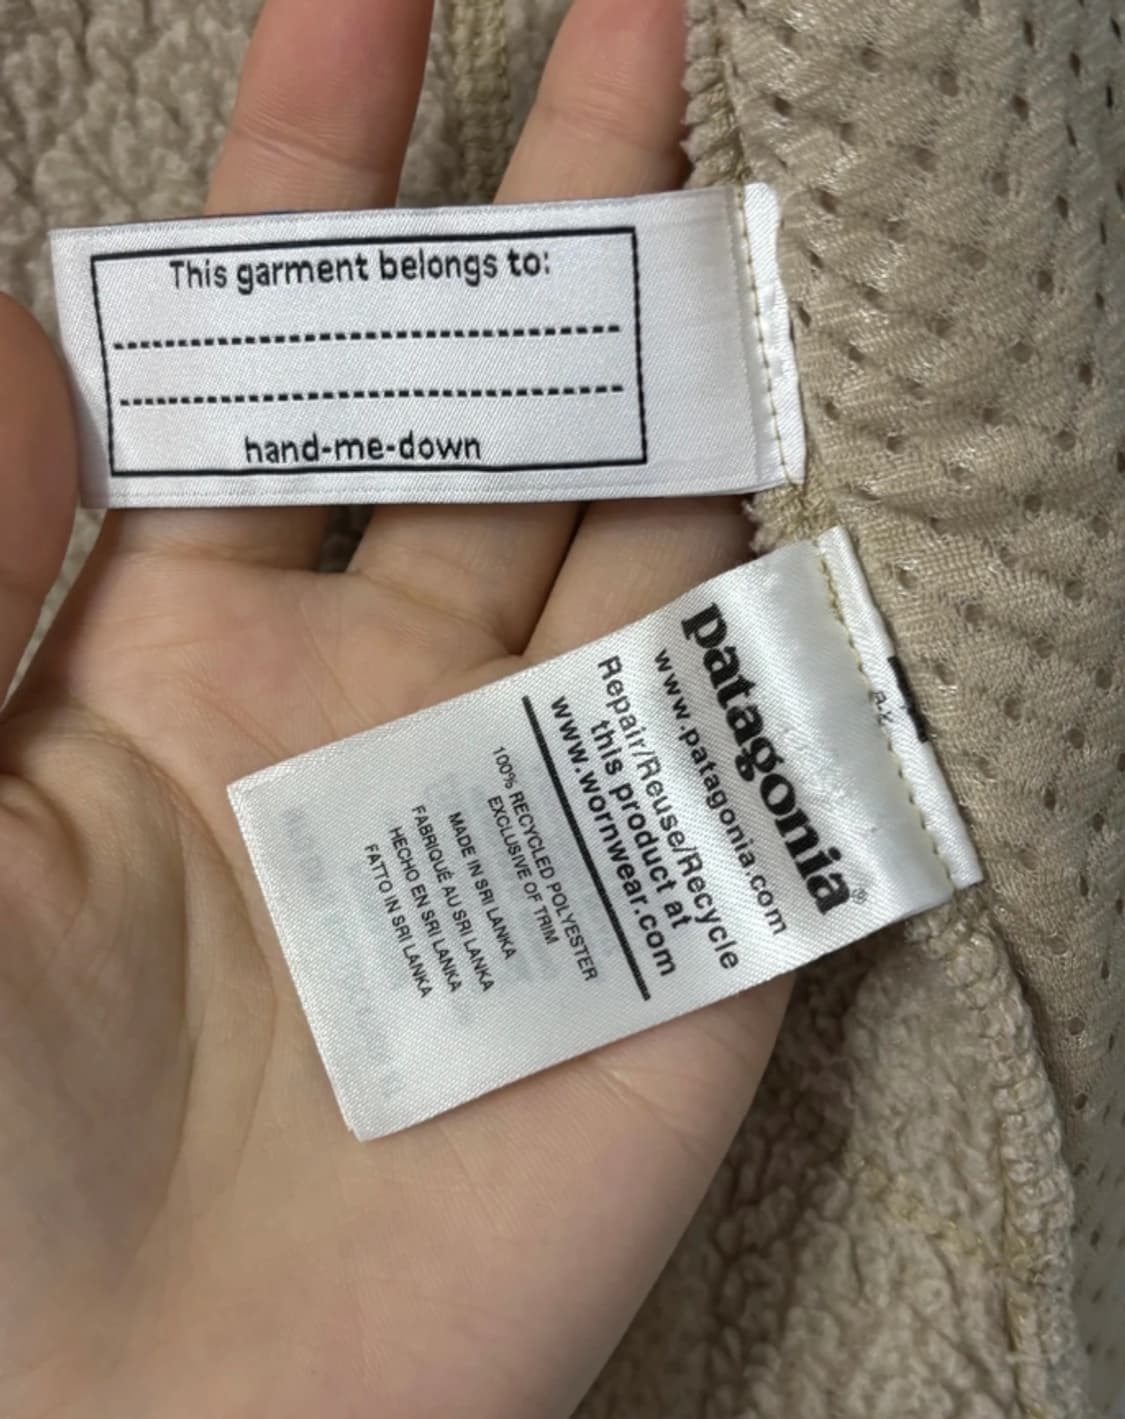 This garment belongs to:
hand-me-down
patagonia®
www.patagonia.com
Repair/Reuse/Recycle
this product at
www.wornwear.com
100% RECYCLED POLYESTER
EXCLUSIVE OF TRIM
MADE IN SRI LANKA
FABRIQUÉ AU SRI LANKA
HECHO EN SRI LANKA
FATTO IN SRI LANKA